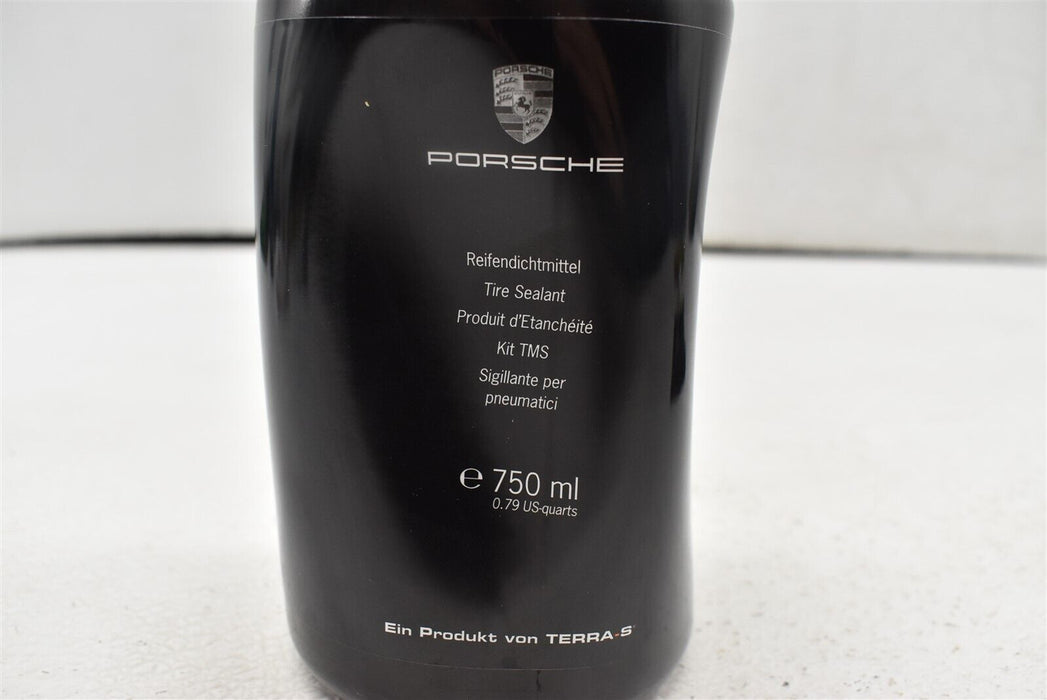 PORSCHE
PORSCHE
Reifendichtmittel
Tire Sealant
Produit d'Etanchéité
Kit TMS
Sigillante per
pneumatici
℮ 750 ml
0.79 US-quarts
Ein Produkt von TERRA-S